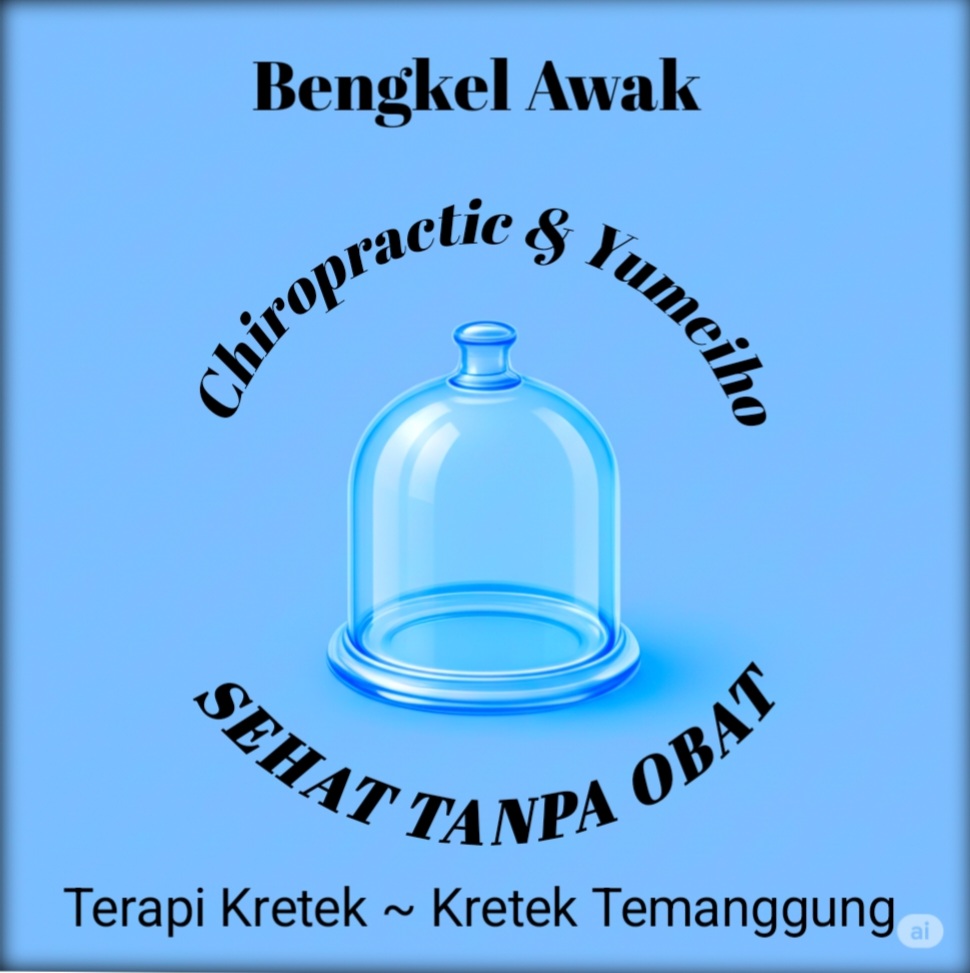 Bengkel Awak
Chiropractic & Yumeiho
SEHAT TANPA OBAT
Terapi Kretek ~ Kretek Temanggung
ai